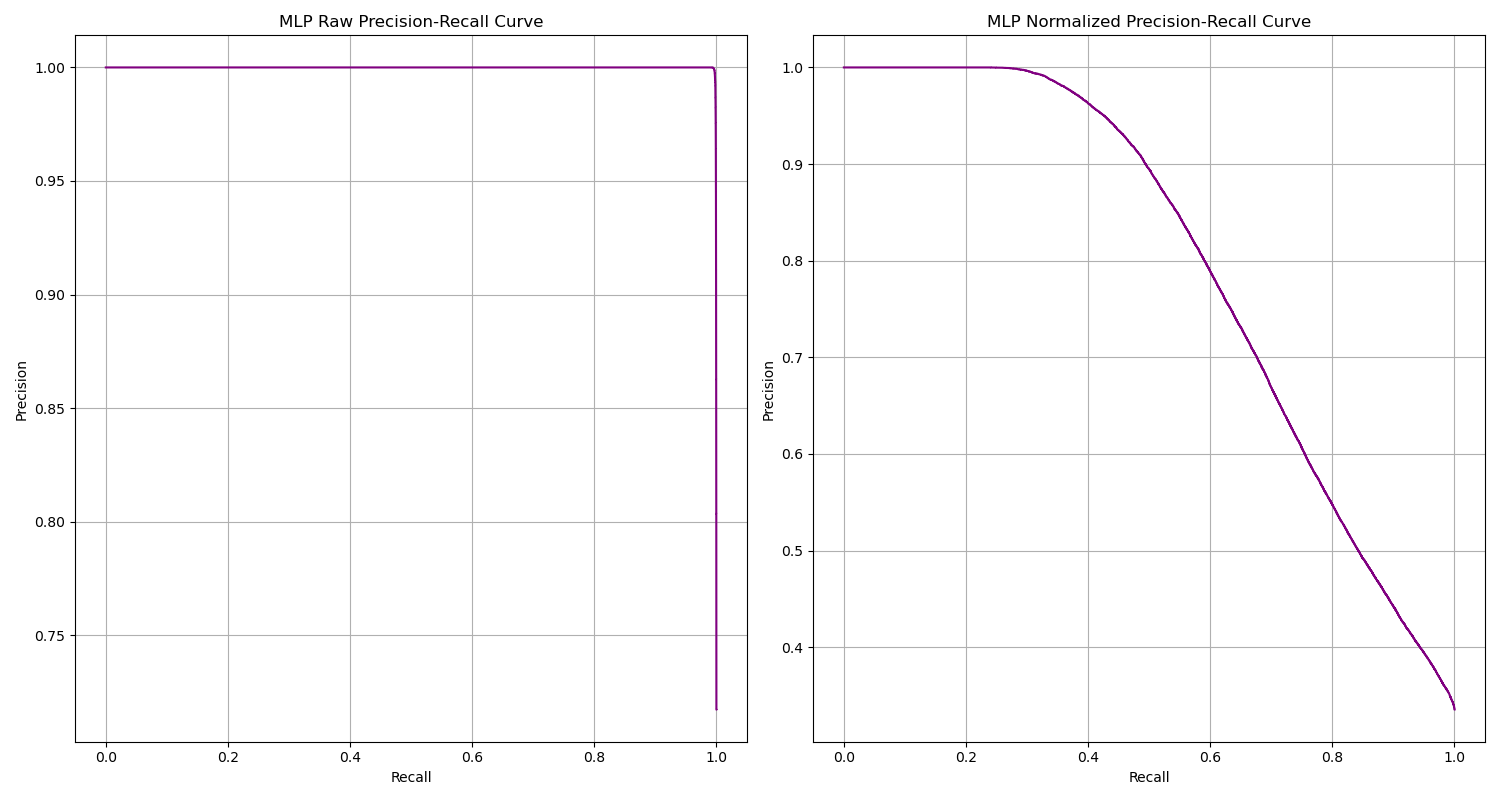 MLP Raw Precision-Recall Curve
1.00
0.95
0.90
0.85
0.80
0.75
Precision
0.0 0.2 0.4 0.6 0.8 1.0
Recall
MLP Normalized Precision-Recall Curve
1.0
0.9
0.8
0.7
0.6
0.5
0.4
Precision
0.0 0.2 0.4 0.6 0.8 1.0
Recall